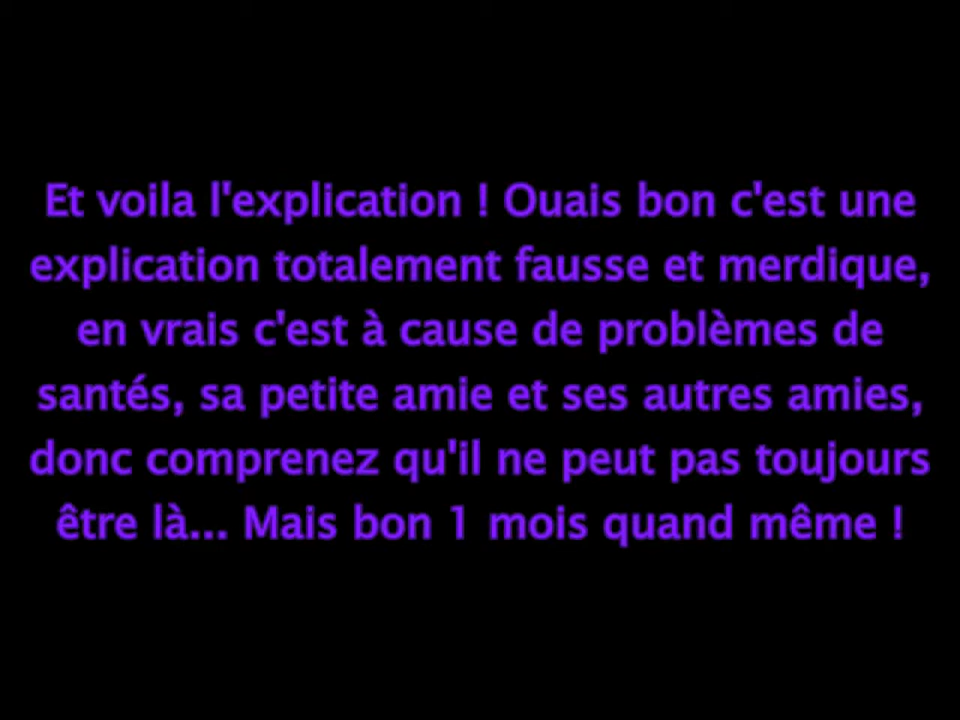 Et voila l'explication ! Ouais bon c'est une
explication totalement fausse et merdique,
en vrais c'est à cause de problèmes de
santés, sa petite amie et ses autres amies,
donc comprenez qu'il ne peut pas toujours
être là... Mais bon 1 mois quand même !